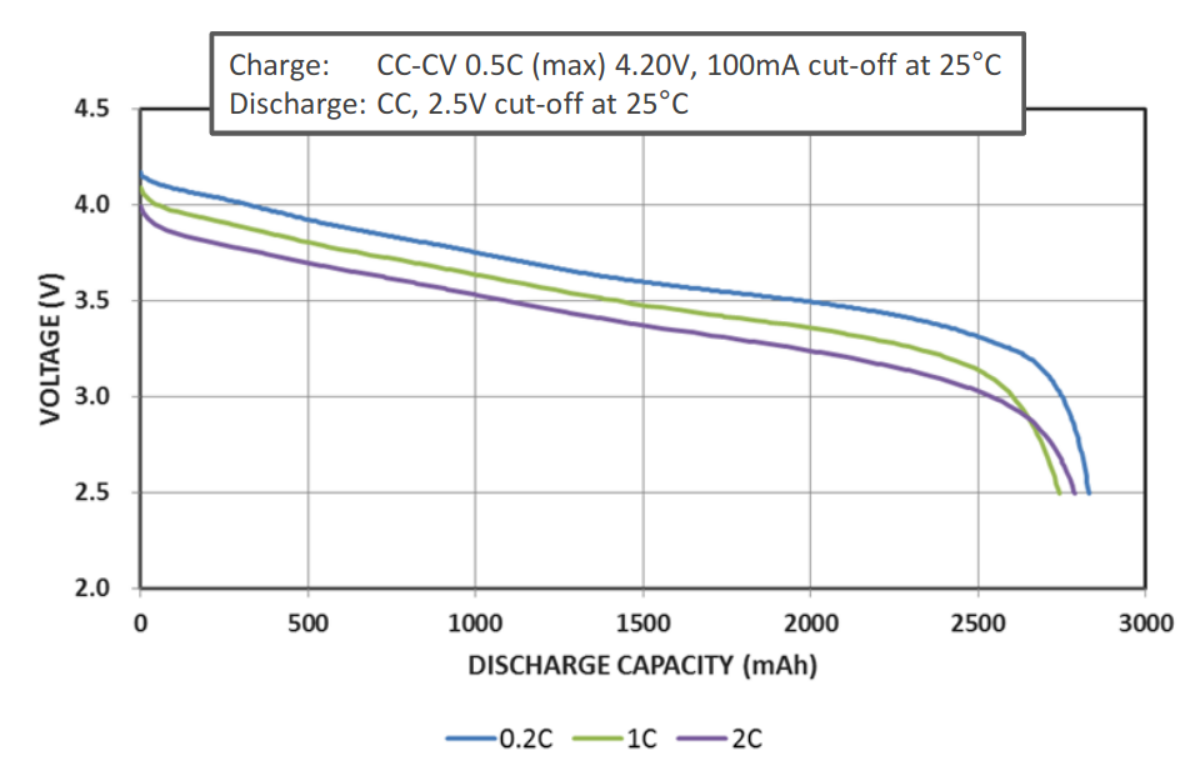 Charge: CC-CV 0.5C (max) 4.20V, 100mA cut-off at 25°C
Discharge: CC, 2.5V cut-off at 25°C
4.5
4.0
3.5
3.0
2.5
2.0
VOLTAGE (V)
0 500 1000 1500 2000 2500 3000
DISCHARGE CAPACITY (mAh)
0.2C 1C 2C